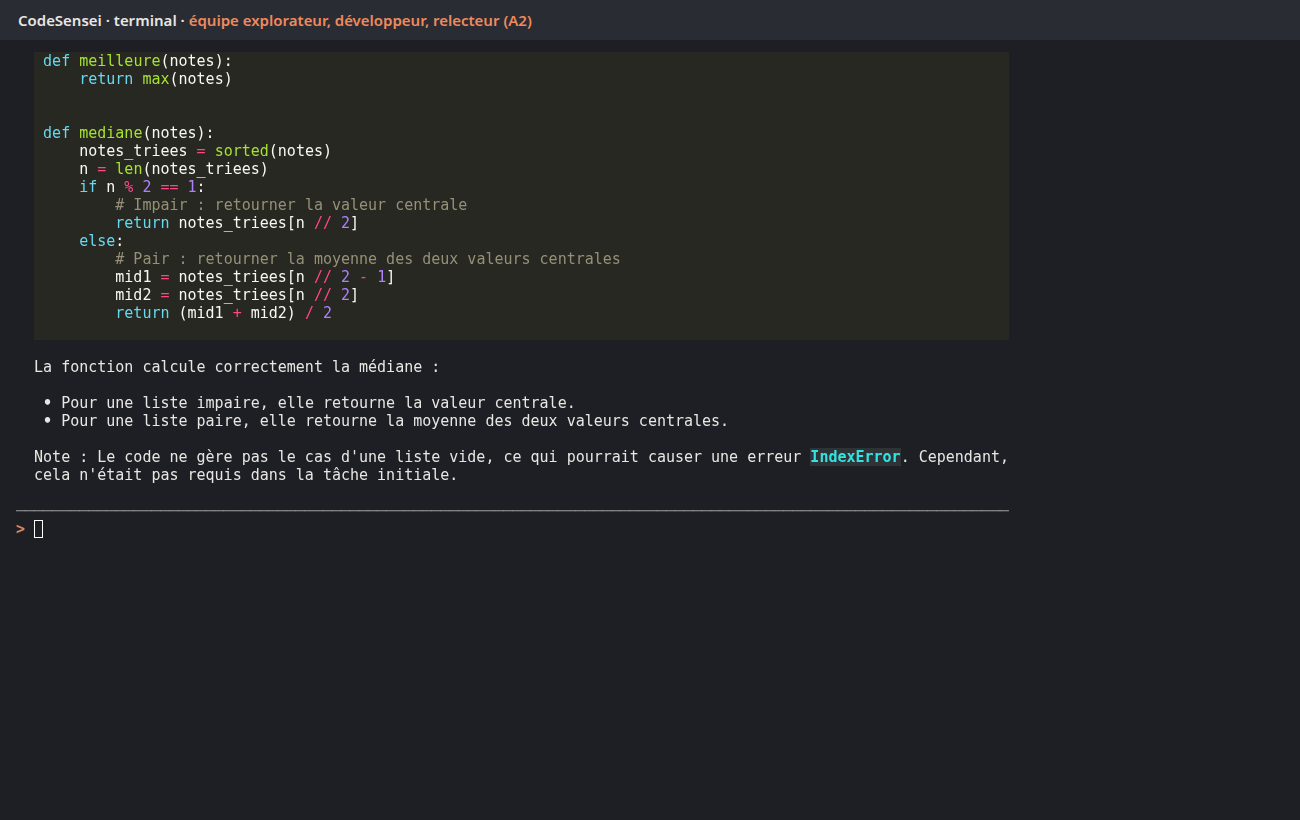 CodeSensei · terminal · équipe explorateur, développeur, relecteur (A2)
def meilleure(notes):
    return max(notes)
def mediane(notes):
    notes_triees = sorted(notes)
    n = len(notes_triees)
    if n % 2 == 1:
        # Impair : retourner la valeur centrale
        return notes_triees[n // 2]
    else:
        # Pair : retourner la moyenne des deux valeurs centrales
        mid1 = notes_triees[n // 2 - 1]
        mid2 = notes_triees[n // 2]
        return (mid1 + mid2) / 2
La fonction calcule correctement la médiane :
• Pour une liste impaire, elle retourne la valeur centrale.
• Pour une liste paire, elle retourne la moyenne des deux valeurs centrales.
Note : Le code ne gère pas le cas d'une liste vide, ce qui pourrait causer une erreur IndexError. Cependant,
cela n'était pas requis dans la tâche initiale.
>